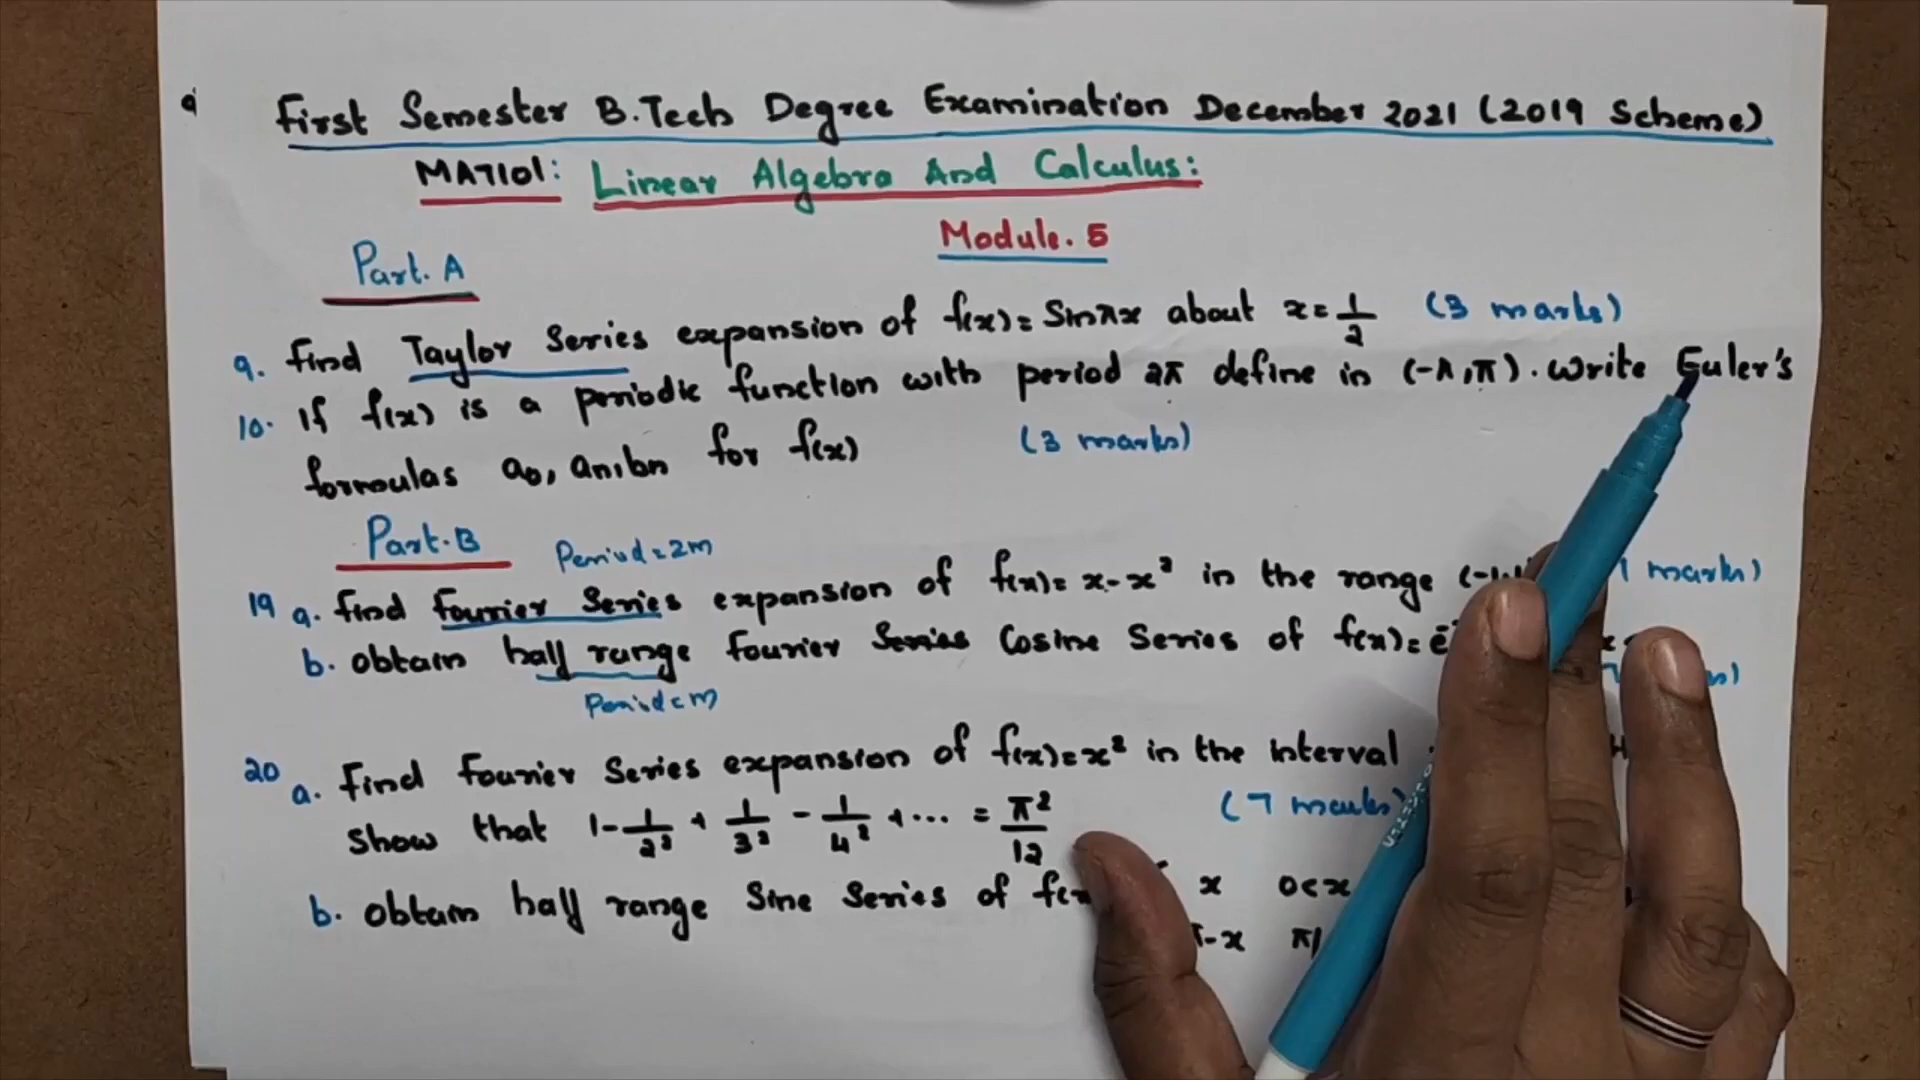 First Semester B.Tech Degree Examination December 2021 (2019 Scheme)
MAT101: Linear Algebra And Calculus:
Module. 5
Part. A
9. find Taylor Series expansion of f(x)= Sinπx about x=1/2 (3 marks)
10. If f(x) is a periodic function with period 2π define in (-π,π). Write Euler's
formulas a0, an,bn for f(x) (3 marks)
Part. B
Period=2π
19 a. find fourier Series expansion of f(x)= x-x² in the range marks)
b. obtain half range fourier Series Cosine Series of f(x)=
Period=π
20 a. Find fourier Series expansion of f(x)=x² in the interval
Show that 1-1/2²+1/3²-1/4²+... = π²/12 (7 marks)
b. obtain half range Sine Series of x 0<x
-x